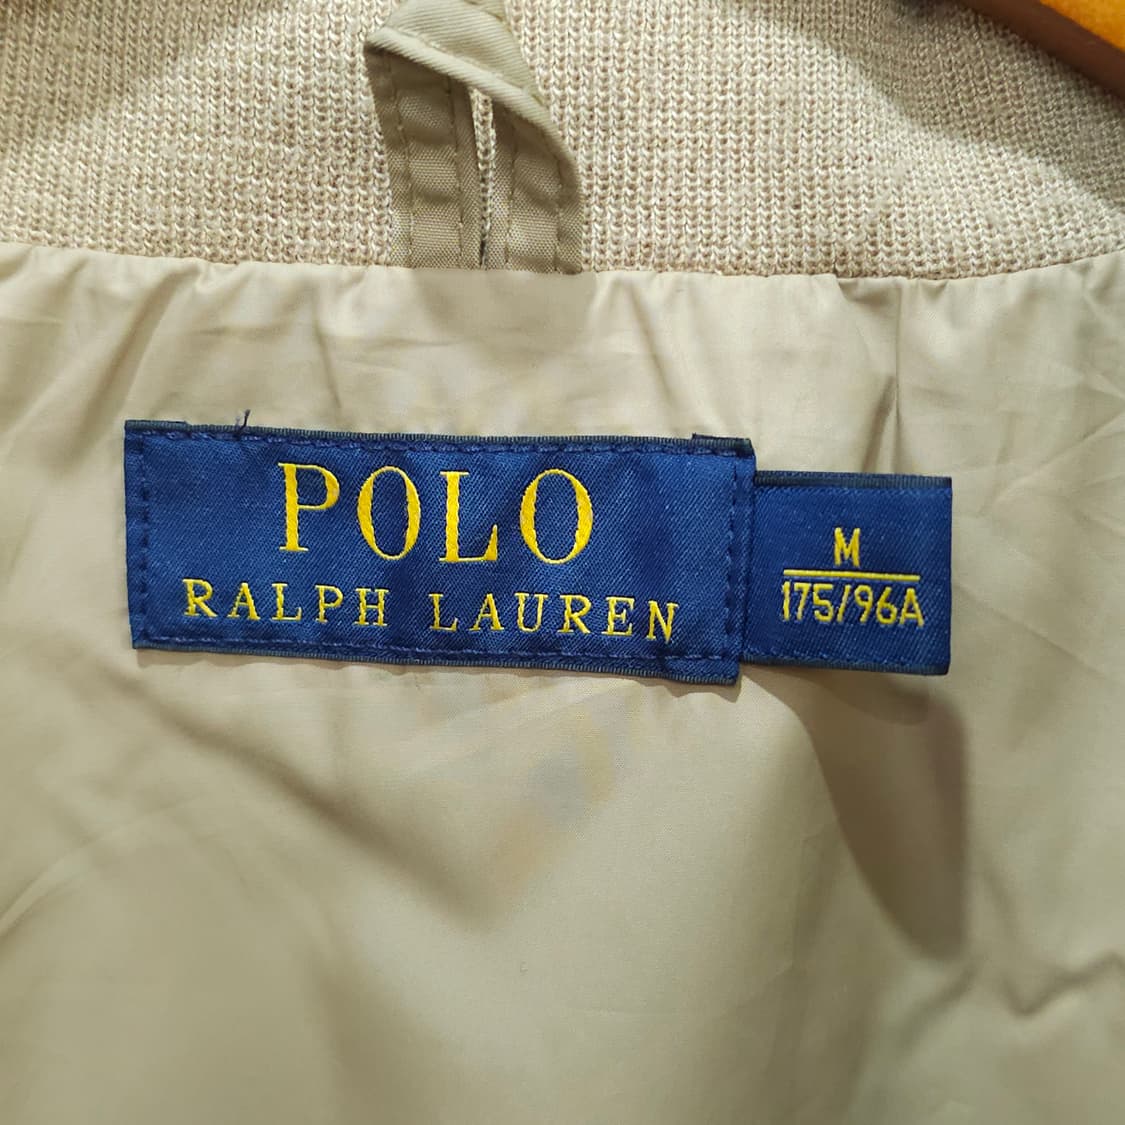 POLO
RALPH LAUREN
M
175/96A